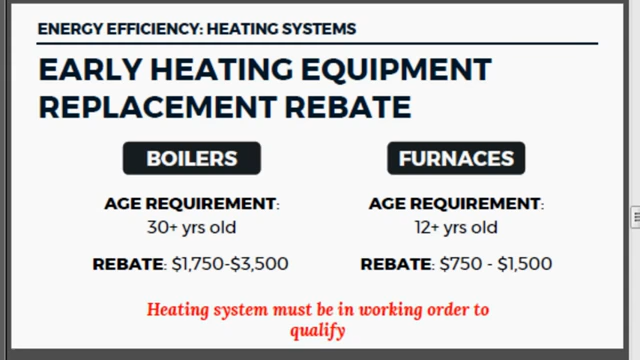 ENERGY EFFICIENCY: HEATING SYSTEMS
EARLY HEATING EQUIPMENT
REPLACEMENT REBATE
BOILERS
AGE REQUIREMENT:
30+ yrs old
REBATE: $1,750-$3,500
FURNACES
AGE REQUIREMENT:
12+ yrs old
REBATE: $750 - $1,500
Heating system must be in working order to
qualify